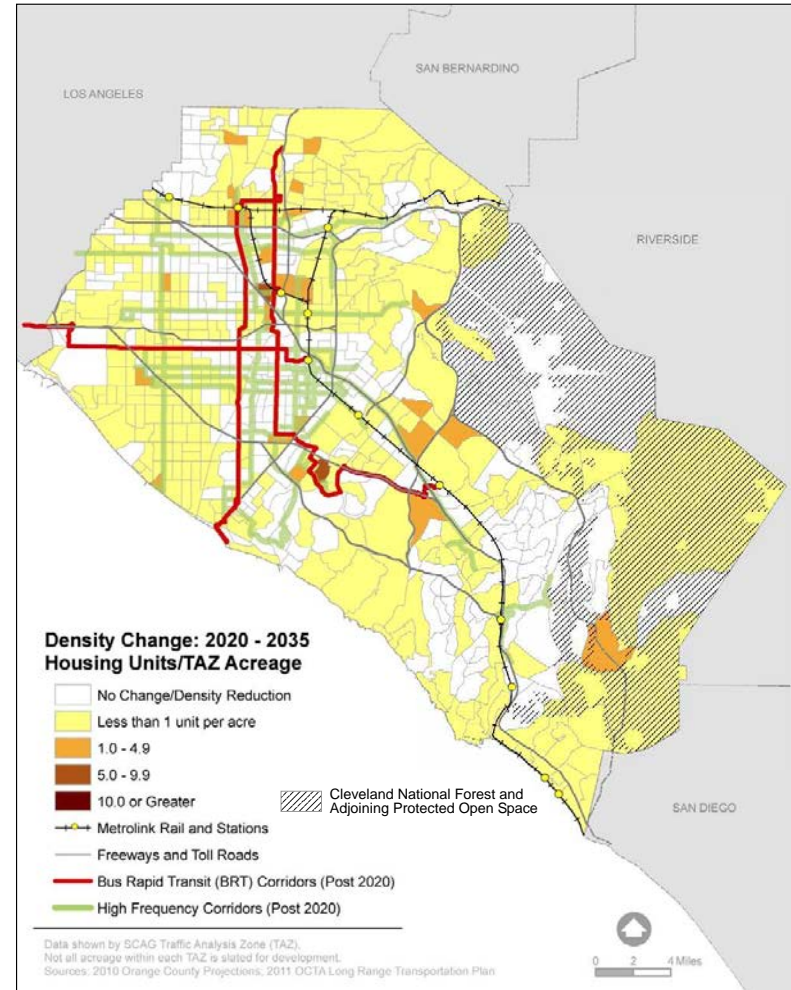 SAN BERNARDINO
LOS ANGELES
RIVERSIDE
Density Change: 2020 - 2035
Housing Units/TAZ Acreage
No Change/Density Reduction
Less than 1 unit per acre
1.0 - 4.9
5.0 - 9.9
10.0 or Greater
Cleveland National Forest and
Adjoining Protected Open Space
SAN DIEGO
Metrolink Rail and Stations
Freeways and Toll Roads
Bus Rapid Transit (BRT) Corridors (Post 2020)
High Frequency Corridors (Post 2020)
Data shown by SCAG Traffic Analysis Zone (TAZ).
Not all acreage within each TAZ is slated for development.
Sources: 2010 Orange County Projections, 2011 OCTA Long Range Transportation Plan
0 2 4 Miles